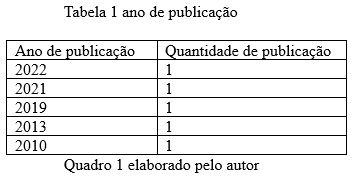 Tabela 1 ano de publicação
Ano de publicação Quantidade de publicação
2022 1
2021 1
2019 1
2013 1
2010 1
Quadro 1 elaborado pelo autor